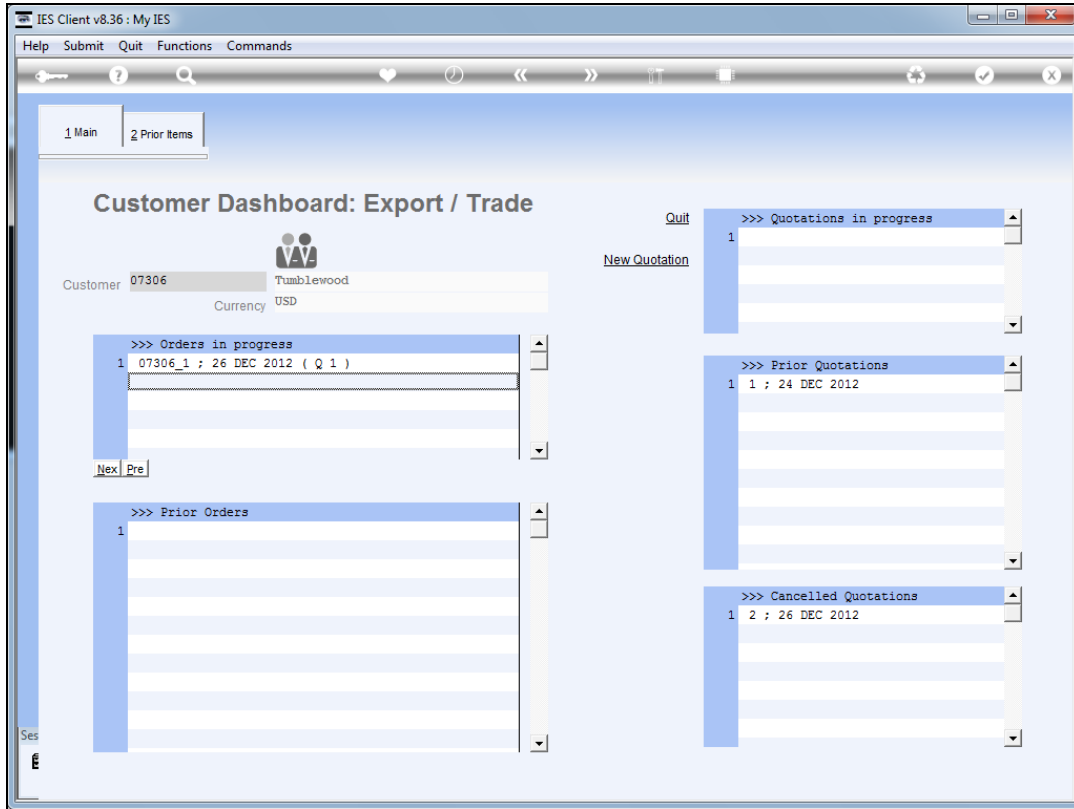 IES Client v8.36 : My IES
Help Submit Quit Functions Commands
1 Main
2 Prior Items
Customer Dashboard: Export / Trade
Customer 07306 Tumblewood
Currency USD
>>> Orders in progress
1 07306_1 ; 26 DEC 2012 ( Q 1 )
Nex Pre
>>> Prior Orders
1
Quit
New Quotation
>>> Quotations in progress
1
>>> Prior Quotations
1 1 ; 24 DEC 2012
>>> Cancelled Quotations
1 2 ; 26 DEC 2012
Ses